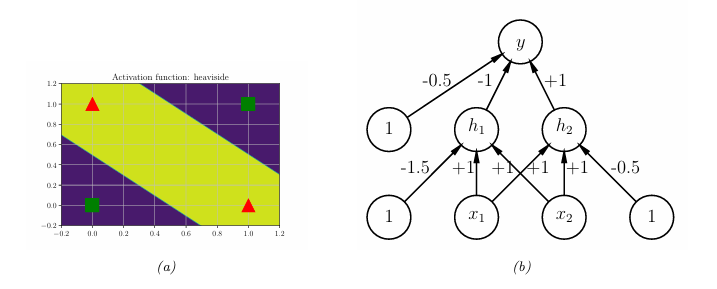 Activation function: heaviside
1.2
1.0
0.8
0.6
0.4
0.2
0.0
−0.2
−0.2 0.0 0.2 0.4 0.6 0.8 1.0 1.2
(a)
y
-0.5 -1 +1
1 h1 h2
-1.5 +1 +1 +1 +1 -0.5
1 x1 x2 1
(b)